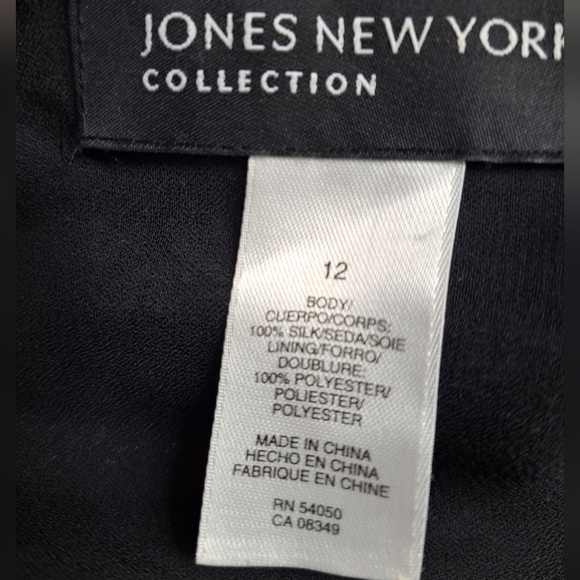 JONES NEW YORK
COLLECTION
12
BODY/
CUERPO/CORPS:
100% SILK/SEDA/SOIE
LINING/FORRO/
DOUBLURE:
100% POLYESTER/
POLIESTER/
POLYESTER
MADE IN CHINA
HECHO EN CHINA
FABRIQUE EN CHINE
RN 54050
CA 08349